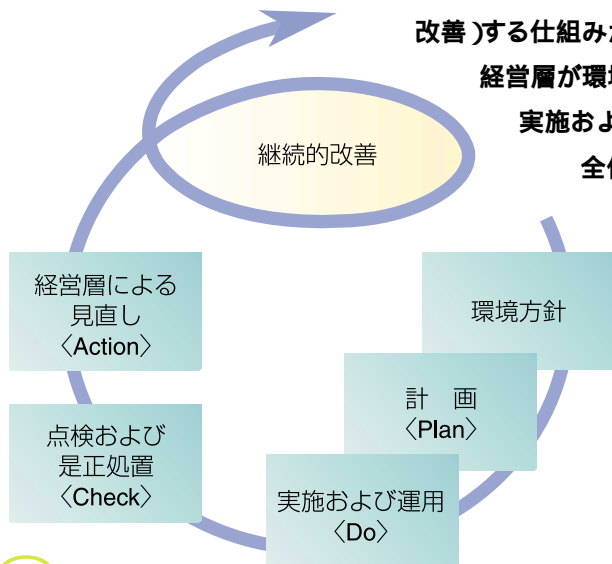 改善)する仕組みが
経営層が環境
実施およ
全体
継続的改善
環境方針
計　画
〈Plan〉
実施および運用
〈Do〉
点検および
是正処置
〈Check〉
経営層による
見直し
〈Action〉